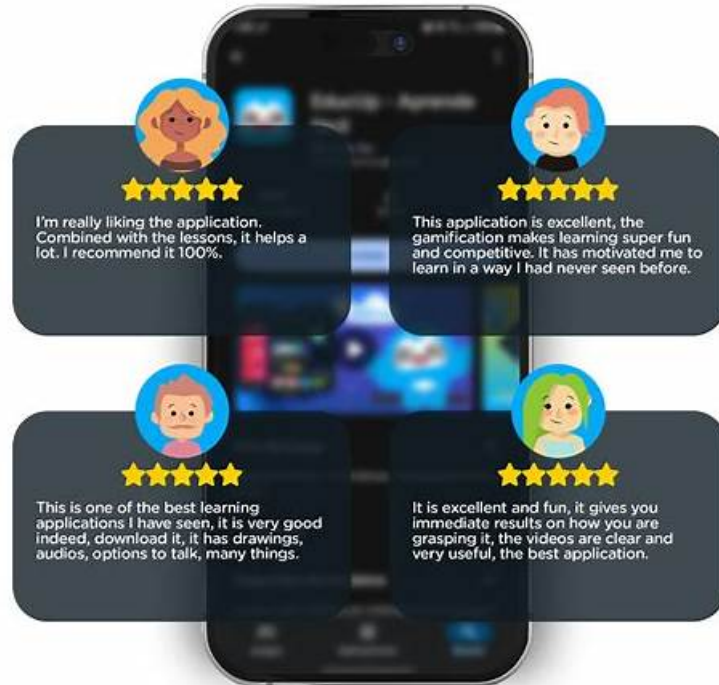 I'm really liking the application.
Combined with the lessons, it helps a
lot. I recommend it 100%.
This application is excellent, the
gamification makes learning super fun
and competitive. It has motivated me to
learn in a way I had never seen before.
This is one of the best learning
applications I have seen, it is very good
indeed, download it, it has drawings,
audios, options to talk, many things.
It is excellent and fun, it gives you
immediate results on how you are
grasping it, the videos are clear and
very useful, the best application.